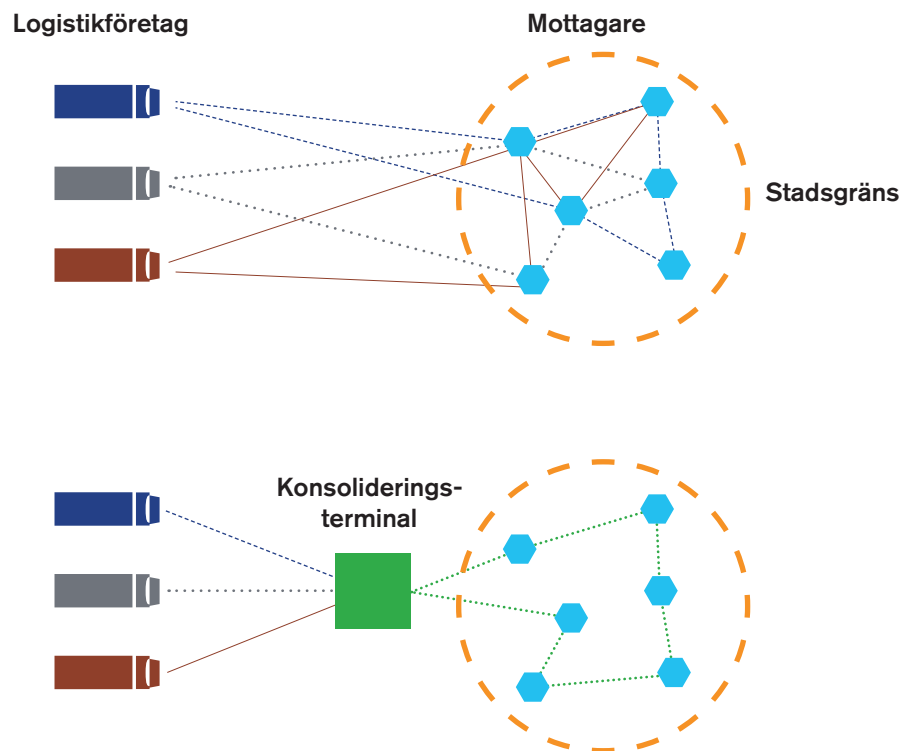 Logistikföretag
Mottagare
Stadsgräns
Konsoliderings-
terminal